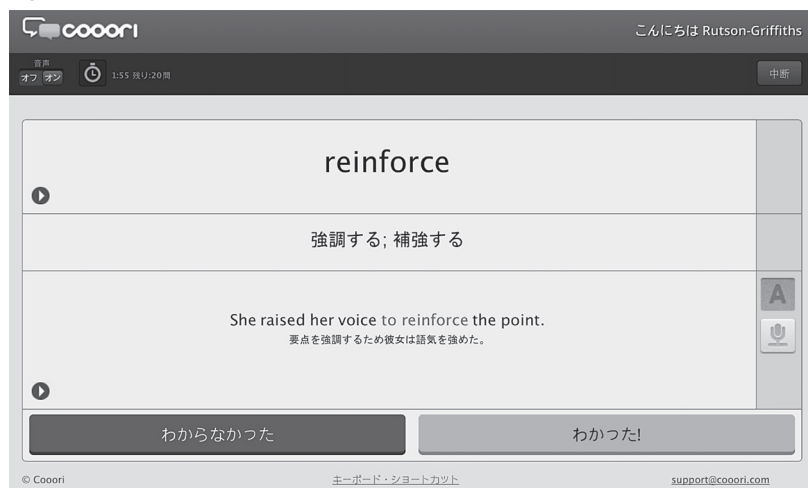 cooori
こんにちは Rutson-Griffiths
音声
オフ オン
1:55 残り:20問
中断
reinforce
強調する; 補強する
She raised her voice to reinforce the point.
要点を強調するため彼女は語気を強めた。
A
わからなかった
わかった!
© Cooori
キーボード・ショートカット
support@cooori.com